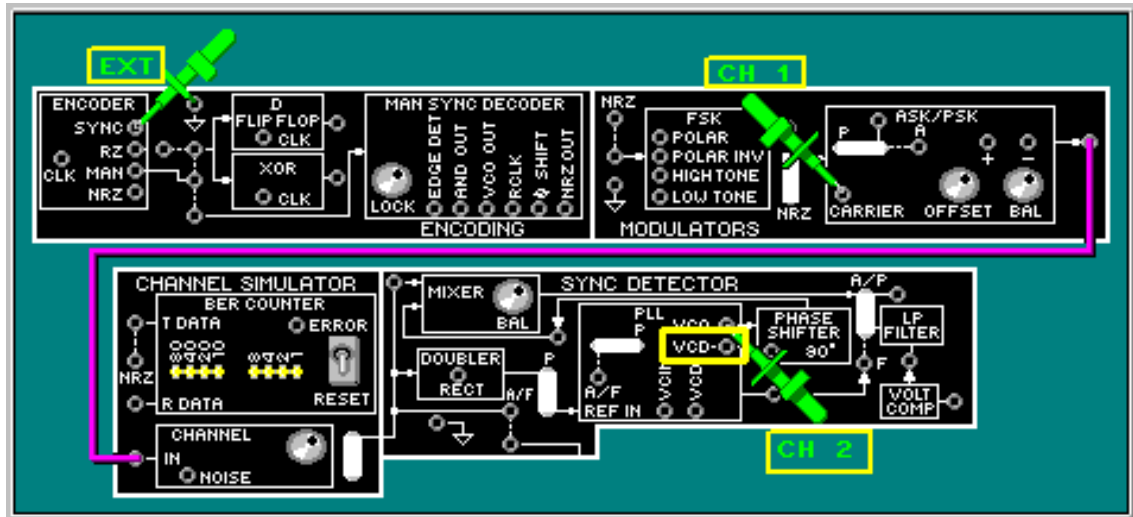 EXT
CH 1
ENCODER
SYNC
RZ
CLK MAN
NRZ
D
FLIP FLOP
CLK
XOR
CLK
MAN SYNC DECODER
LOCK
EDGE DET
AND OUT
VCO OUT
RCLK
Φ SHIFT
NRZ OUT
ENCODING
NRZ
FSK
POLAR
POLAR INV
HIGH TONE
LOW TONE
MODULATORS
NRZ
ASK/PSK
P
A
+
-
CARRIER
OFFSET
BAL
CHANNEL SIMULATOR
BER COUNTER
T DATA
ERROR
NRZ
R DATA
RESET
CHANNEL
IN
NOISE
SYNC DETECTOR
MIXER
BAL
DOUBLER
RECT
P
A/F
PLL
P
VCO
VCO-
A/F
REF IN
PHASE
SHIFTER
90°
A/P
LP
FILTER
F
VOLT
COMP
CH 2